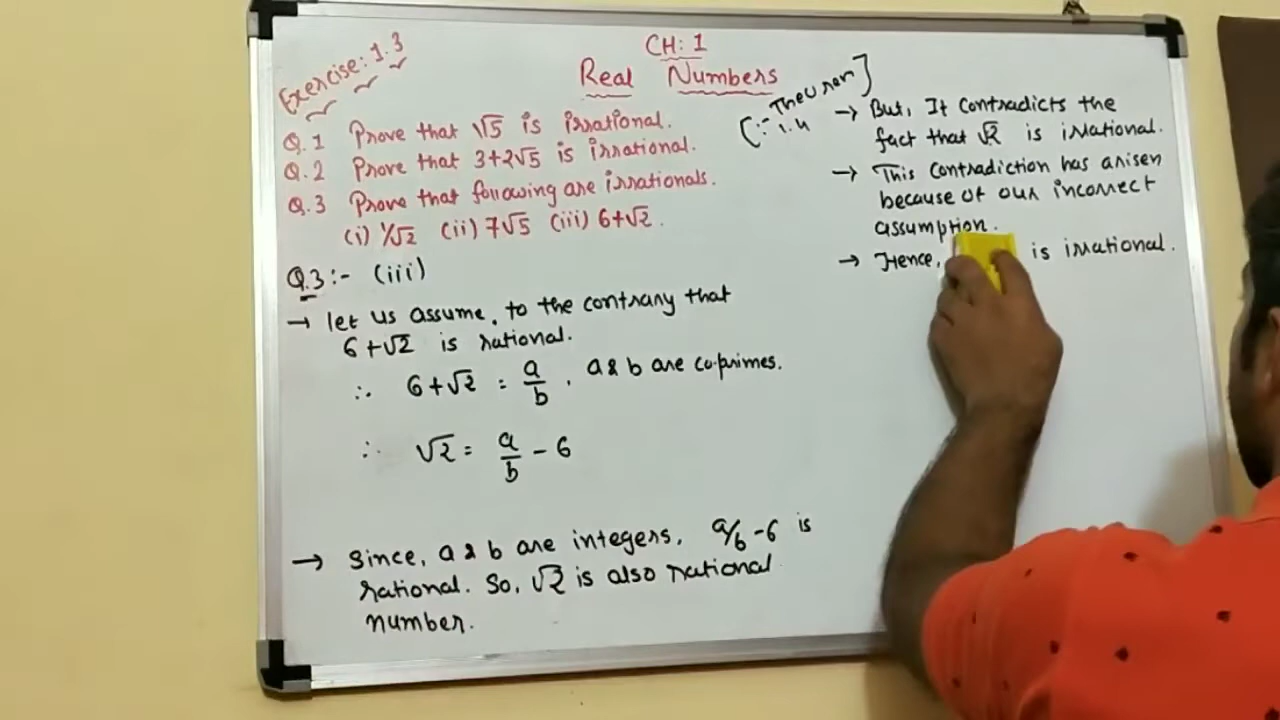 Exercise: 1.3
CH: 1
Real Numbers
Q.1 Prove that √5 is irrational.
Q.2 Prove that 3+2√5 is irrational.
Q.3 Prove that following are irrationals.
(i) 1/√2 (ii) 7√5 (iii) 6+√2.
Q.3:- (iii)
→ let us assume, to the contrary that
6+√2 is rational.
∴ 6+√2 = a/b, a & b are co-primes.
∴ √2 = a/b - 6
→ Since, a & b are integers, a/b-6 is
rational. So, √2 is also rational
number.
[∵ Theuren
1.4]
→ But, It contradicts the
fact that √2 is irrational.
→ This contradiction has arisen
because of our incorrect
assumption.
→ Hence, is irrational.